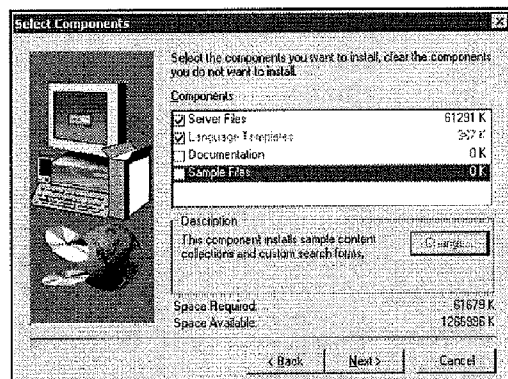 Select Components
Select the components you want to install, clear the components
you do not want to install.
Components
Server Files 61291 K
Language Templates K
Documentation 0 K
Sample Files 0 K
Description
This component installs sample content
collections and custom search forms.
Change...
Space Required: 61679 K
Space Available: K
< Back Next > Cancel